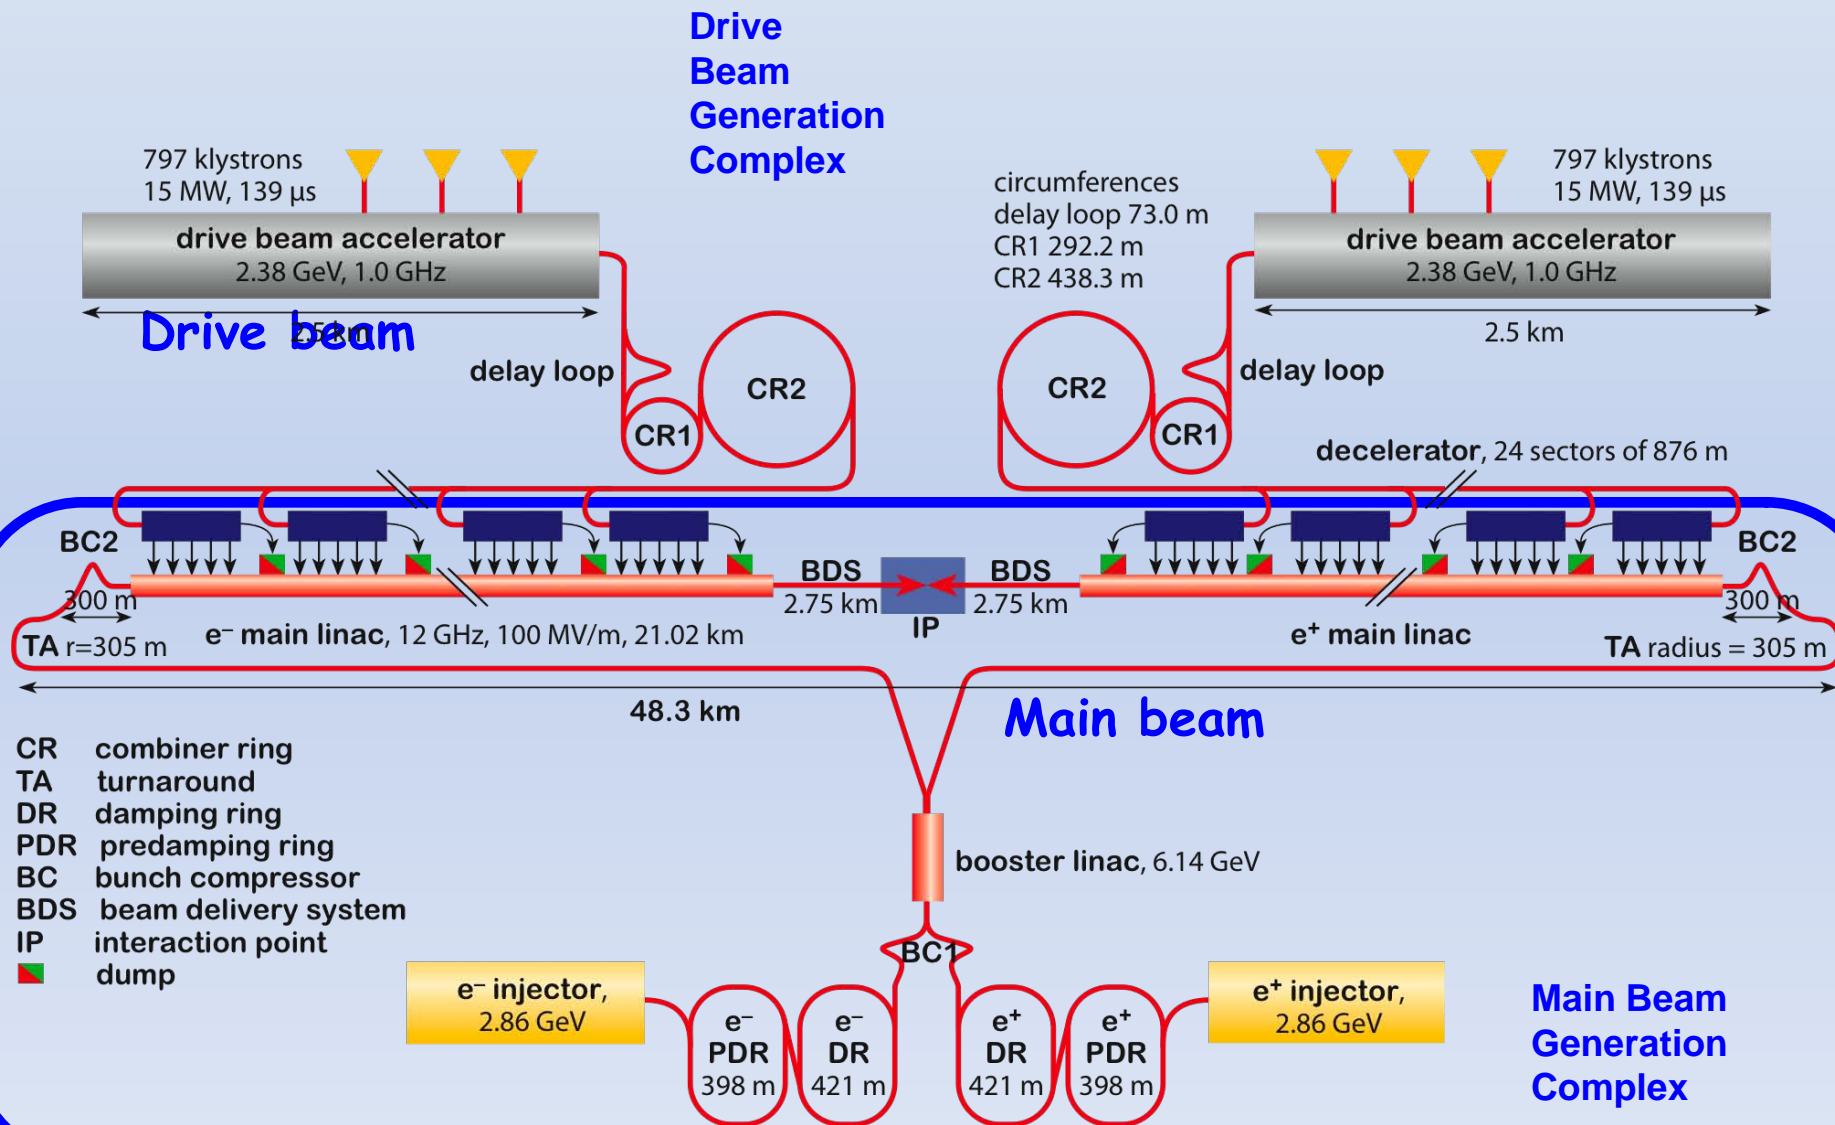 Drive
Beam
Generation
Complex
797 klystrons
15 MW, 139 μs
drive beam accelerator
2.38 GeV, 1.0 GHz
2.5 km
Drive beam
delay loop
CR1
CR2
circumferences
delay loop 73.0 m
CR1 292.2 m
CR2 438.3 m
797 klystrons
15 MW, 139 μs
drive beam accelerator
2.38 GeV, 1.0 GHz
2.5 km
CR2
CR1
delay loop
decelerator, 24 sectors of 876 m
BC2
300 m
TA r=305 m
e– main linac, 12 GHz, 100 MV/m, 21.02 km
BDS
2.75 km
IP
BDS
2.75 km
e+ main linac
BC2
300 m
TA radius = 305 m
48.3 km
Main beam
CR combiner ring
TA turnaround
DR damping ring
PDR predamping ring
BC bunch compressor
BDS beam delivery system
IP interaction point
dump
booster linac, 6.14 GeV
BC1
e– injector,
2.86 GeV
e–
PDR
398 m
e–
DR
421 m
e+
DR
421 m
e+
PDR
398 m
e+ injector,
2.86 GeV
Main Beam
Generation
Complex